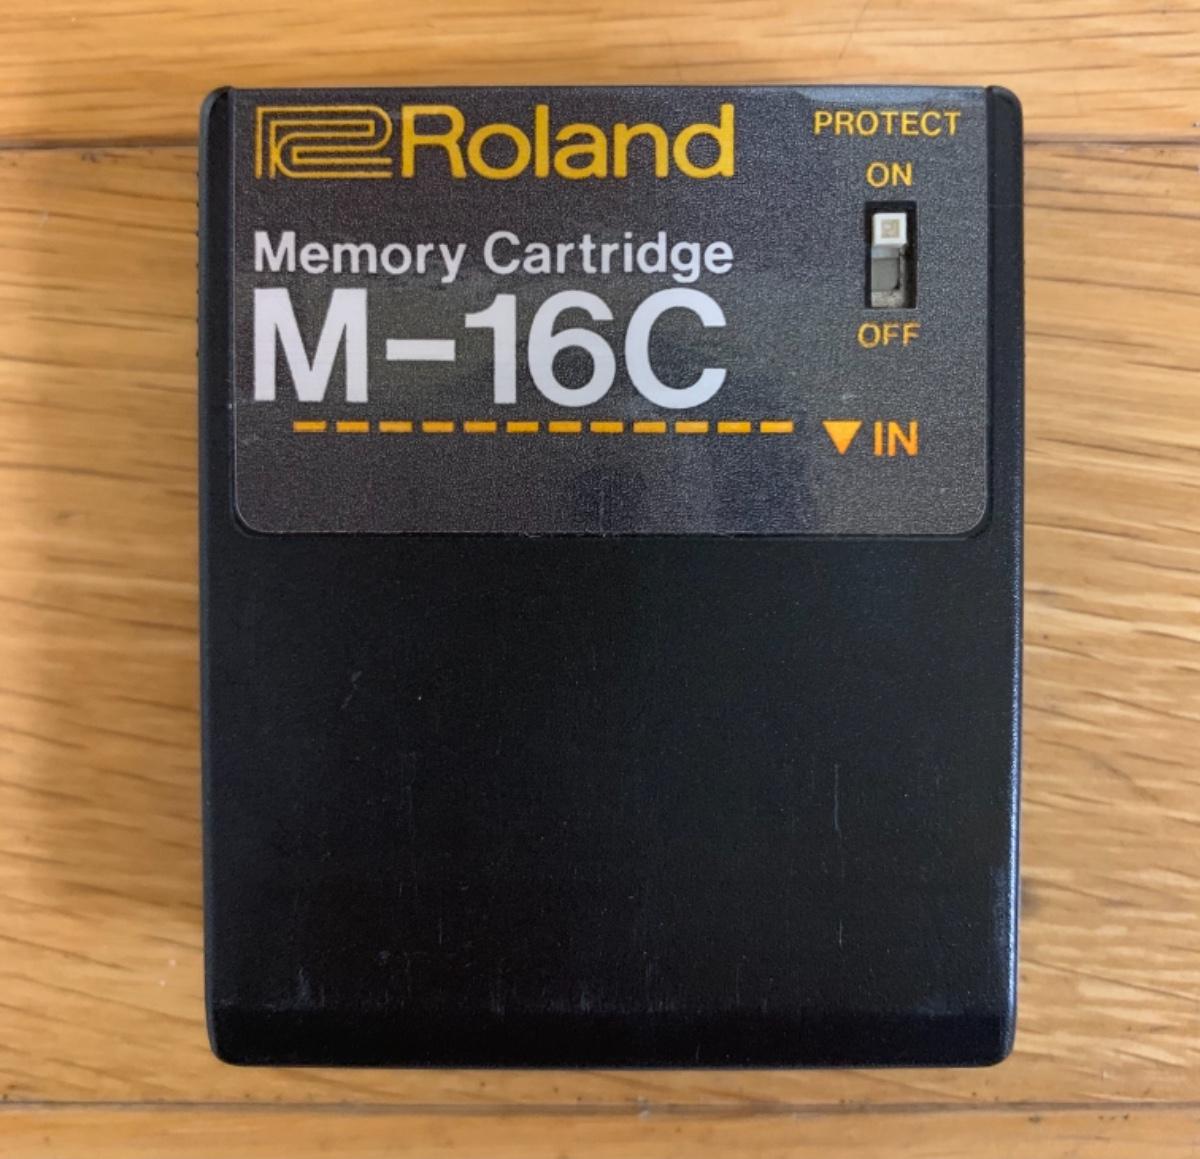 Roland
PROTECT
ON
OFF
Memory Cartridge
M-16C
▼ IN